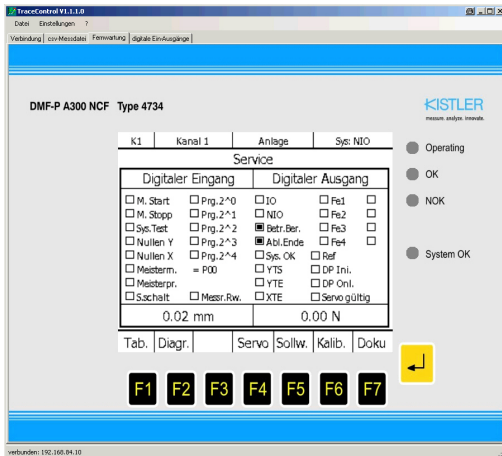 TraceControl V1.1.1.0
Datei Einstellungen ?
Verbindung csv-Messdatei Fernwartung digitale Ein-Ausgänge
DMF-P A300 NCF Type 4734
KISTLER
measure. analyze. innovate.
K1 Kanal 1 Anlage Sys: NIO
Service
Digitaler Eingang Digitaler Ausgang
M. Start Prg.2^0 IO Fe1
M. Stopp Prg.2^1 NIO Fe2
Sys.Test Prg.2^2 Betr.Ber. Fe3
Nullen Y Prg.2^3 Abl.Ende Fe4
Nullen X Prg.2^4 Sys. OK Ref
Meisterm. = P00 YTS DP Ini.
Meisterpr. YTE DP Onl.
S.schalt Messr.Rw. XTE Servo gültig
0.02 mm 0.00 N
Tab. Diagr. Servo Sollw. Kalib. Doku
F1 F2 F3 F4 F5 F6 F7
Operating
OK
NOK
System OK
verbunden: 192.168.84.10